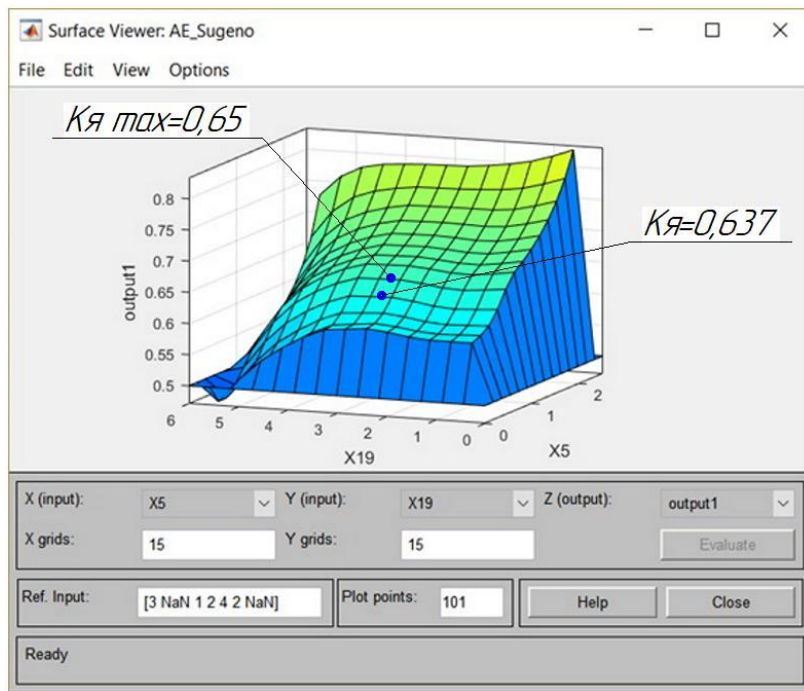 Surface Viewer: AE_Sugeno
File Edit View Options
Kя max=0,65
Kя=0,637
0.8
0.75
0.7
0.65
0.6
0.55
0.5
output1
6 5 4 3 2 1 0
X19
0 1 2
X5
X (input): X5 Y (input): X19 Z (output): output1
X grids: 15 Y grids: 15 Evaluate
Ref. Input: [3 NaN 1 2 4 2 NaN] Plot points: 101 Help Close
Ready